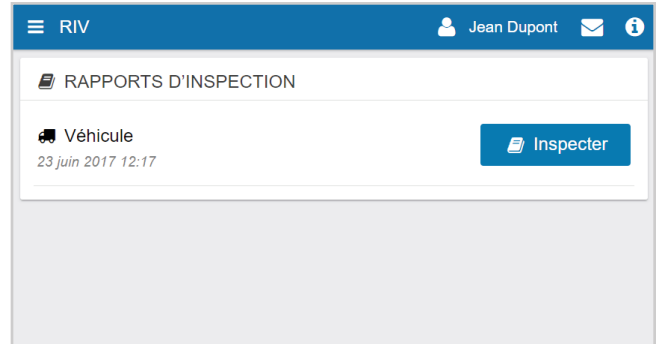 RIV Jean Dupont
RAPPORTS D’INSPECTION
Véhicule
23 juin 2017 12:17
Inspecter